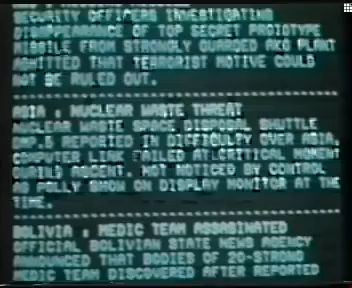 SECURITY OFFICERS INVESTIGATING
DISAPPEARANCE OF TOP SECRET PROTOTYPE
MISSILE FROM STRONGLY GUARDED PLANT
ADMITTED THAT TERRORIST MOTIVE COULD
NOT BE RULED OUT.
ASIA : NUCLEAR WASTE THREAT
NUCLEAR WASTE SPACE DISPOSAL SHUTTLE
REPORTED IN DIFFICULTY OVER ASIA.
COMPUTER LINK FAILED AT CRITICAL MOMENT
ASCENT. NOT NOTICED BY CONTROL
AS ON DISPLAY MONITOR AT THE
TIME.
BOLIVIA : MEDIC TEAM ASSASINATED
OFFICIAL BOLIVIAN STATE NEWS AGENCY
ANNOUNCED THAT BODIES OF 20-STRONG
MEDIC TEAM DISCOVERED AFTER REPORTED